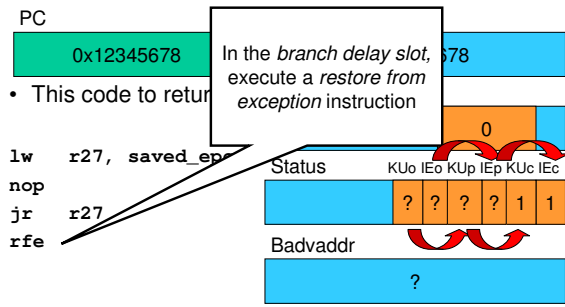 PC
0x12345678
678
In the branch delay slot,
execute a restore from
exception instruction
• This code to retur
0
lw r27, saved_epc
nop
jr r27
rfe
Status
KUo IEo KUp IEp KUc IEc
? ? ? ? 1 1
Badvaddr
?